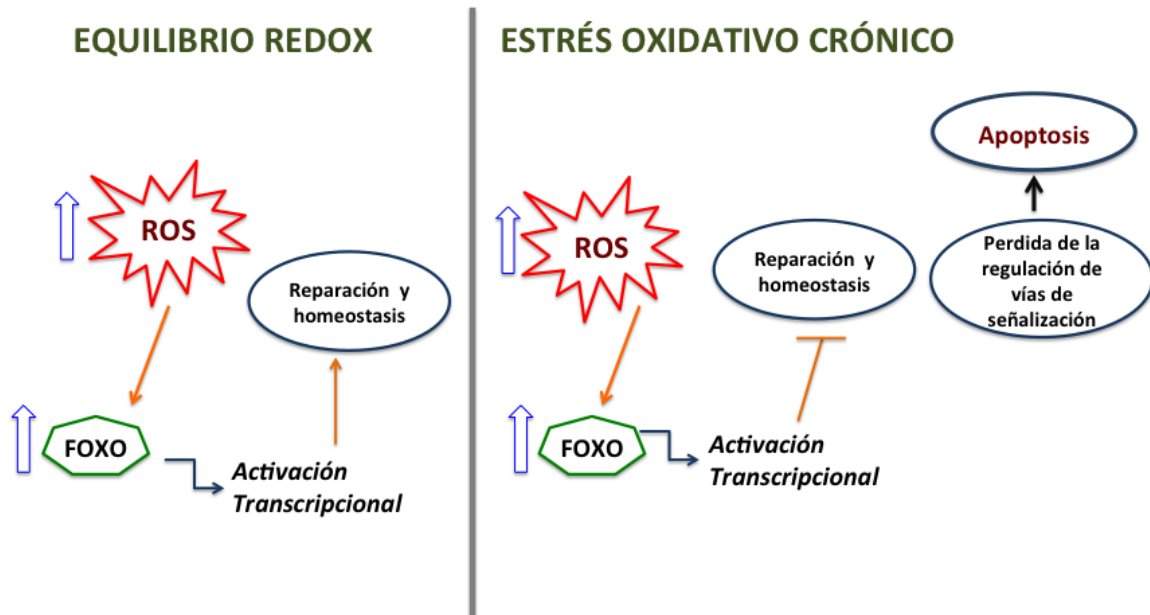 EQUILIBRIO REDOX
ROS
Reparación y
homeostasis
FOXO
Activación
Transcripcional
ESTRÉS OXIDATIVO CRÓNICO
Apoptosis
ROS
Reparación y
homeostasis
Perdida de la
regulación de
vías de
señalización
FOXO
Activación
Transcripcional